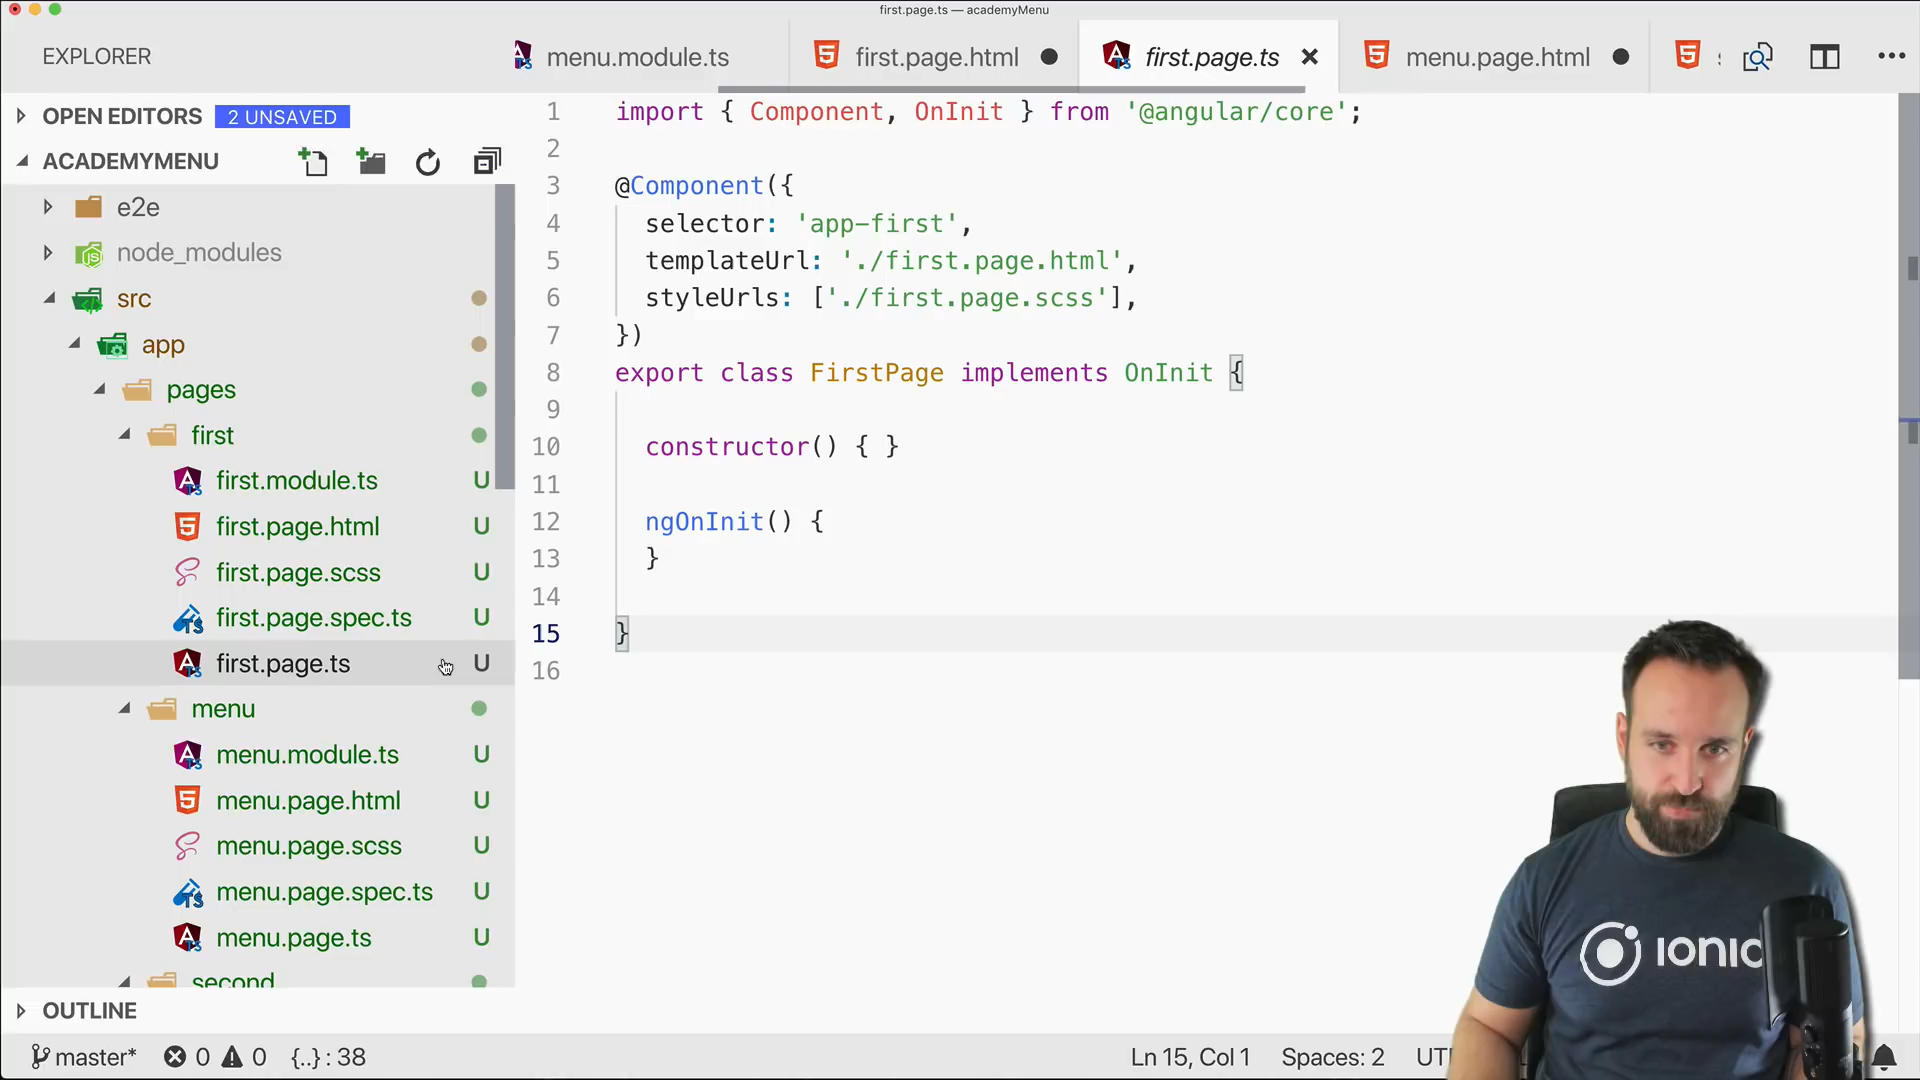 first.page.ts — academyMenu
EXPLORER
menu.module.ts
first.page.html
first.page.ts
menu.page.html
OPEN EDITORS 2 UNSAVED
ACADEMYMENU
e2e
node_modules
src
app
pages
first
first.module.ts U
first.page.html U
first.page.scss U
first.page.spec.ts U
first.page.ts U
menu
menu.module.ts U
menu.page.html U
menu.page.scss U
menu.page.spec.ts U
menu.page.ts U
second
OUTLINE
1 import { Component, OnInit } from '@angular/core';
2
3 @Component({
4 selector: 'app-first',
5 templateUrl: './first.page.html',
6 styleUrls: ['./first.page.scss'],
7 })
8 export class FirstPage implements OnInit {
9
10 constructor() { }
11
12 ngOnInit() {
13 }
14
15 }
16
IONIC
master* 0 0 {..} : 38
Ln 15, Col 1 Spaces: 2